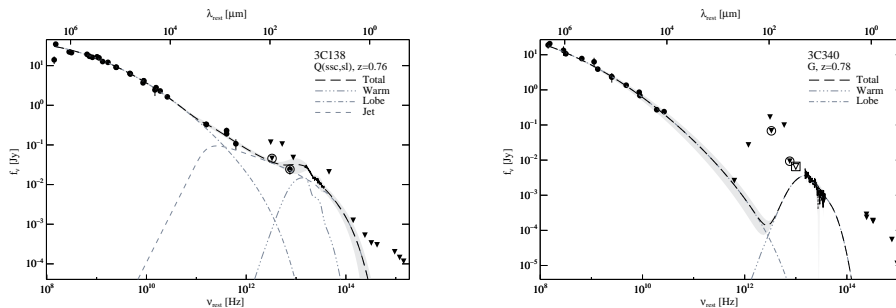 λrest [μm]
10⁶ 10⁴ 10² 10⁰
3C138
Q(ssc,sl), z=0.76
Total
Warm
Lobe
Jet
fν [Jy]
10¹
10⁰
10⁻¹
10⁻²
10⁻³
10⁻⁴
10⁸ 10¹⁰ 10¹² 10¹⁴
νrest [Hz]
λrest [μm]
10⁶ 10⁴ 10² 10⁰
3C340
G, z=0.78
Total
Warm
Lobe
fν [Jy]
10¹
10⁰
10⁻¹
10⁻²
10⁻³
10⁻⁴
10⁻⁵
10⁸ 10¹⁰ 10¹² 10¹⁴
νrest [Hz]